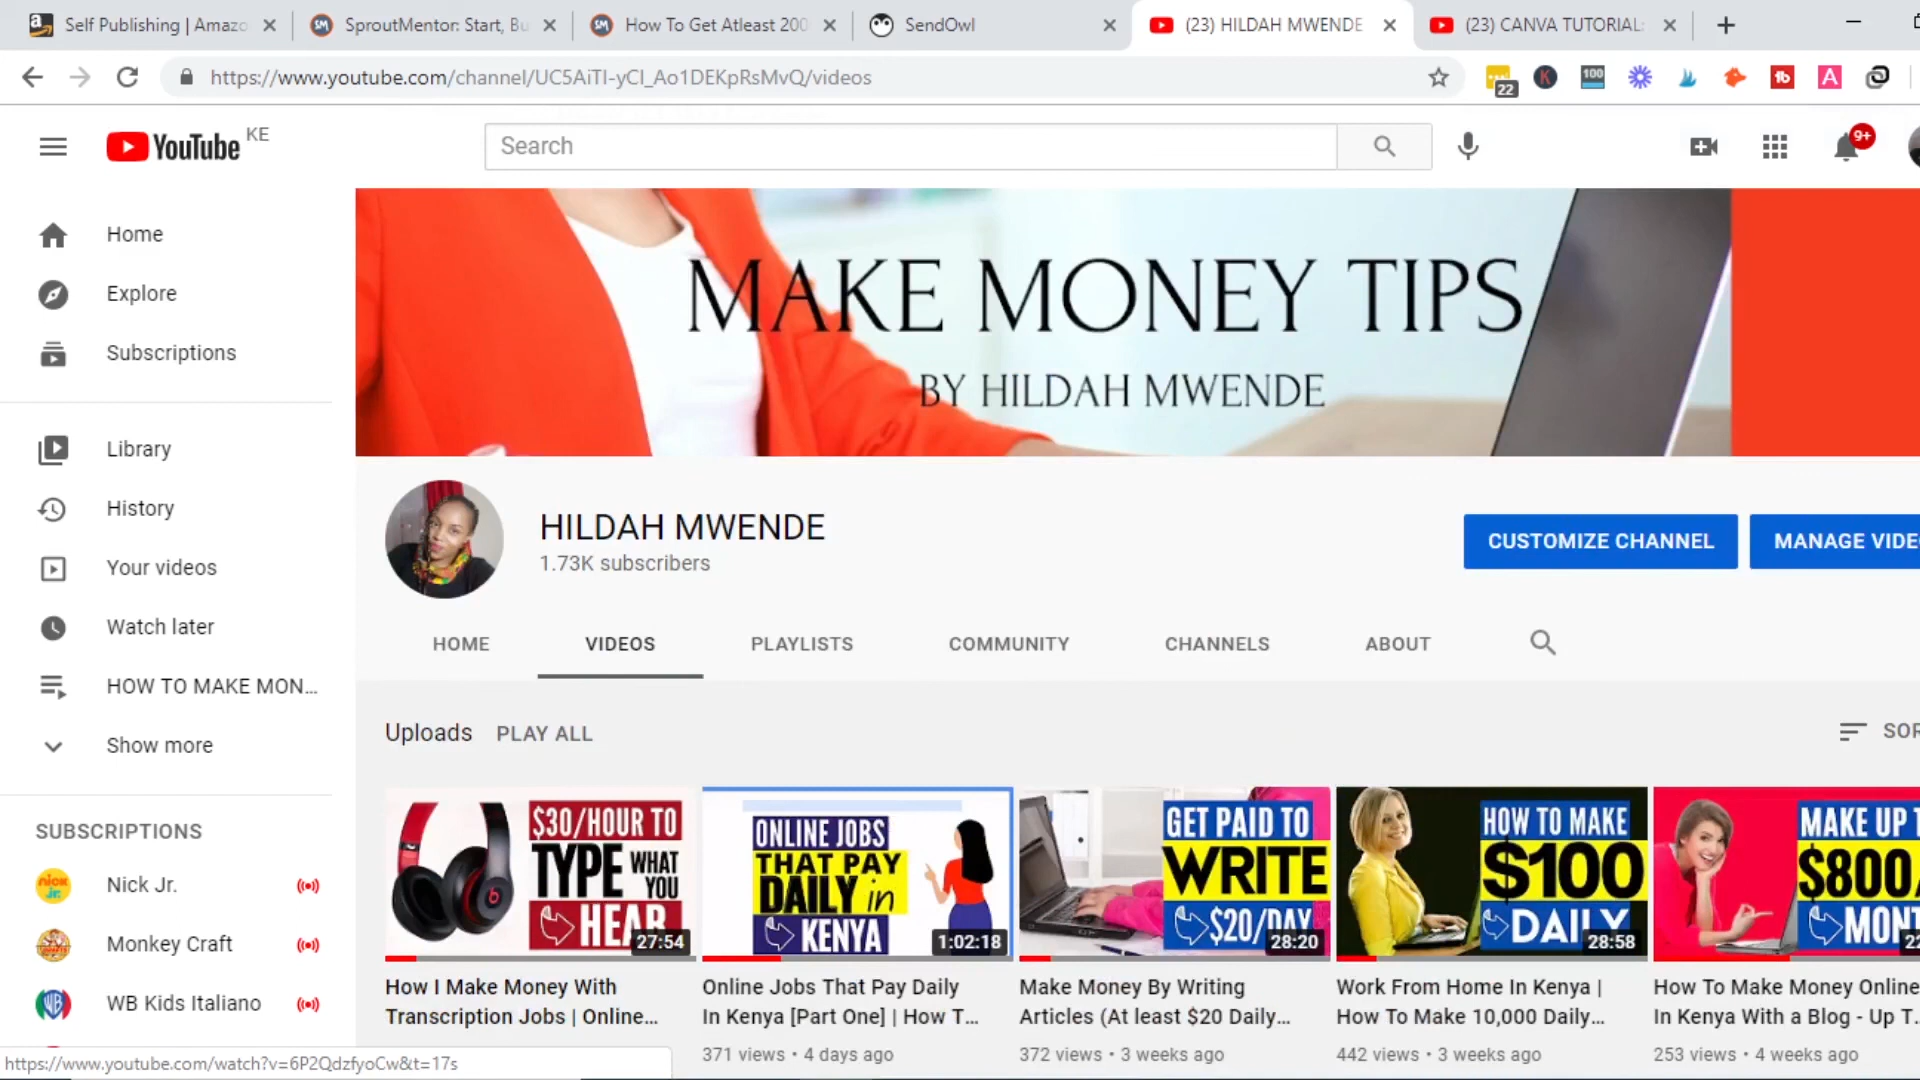 Self Publishing | Amazo
SproutMentor: Start, Bu
How To Get Atleast 200
SendOwl
(23) HILDAH MWENDE
(23) CANVA TUTORIAL:
https://www.youtube.com/channel/UC5AiTI-yCI_Ao1DEKpRsMvQ/videos
22
K
100
tb
A
YouTube KE
Search
9+
Home
Explore
Subscriptions
Library
History
Your videos
Watch later
HOW TO MAKE MON...
Show more
SUBSCRIPTIONS
Nick Jr.
Monkey Craft
WB Kids Italiano
MAKE MONEY TIPS
BY HILDAH MWENDE
HILDAH MWENDE
1.73K subscribers
CUSTOMIZE CHANNEL
MANAGE VIDE
HOME
VIDEOS
PLAYLISTS
COMMUNITY
CHANNELS
ABOUT
Uploads
PLAY ALL
SOR
$30/HOUR TO
TYPE WHAT
YOU
HEAR
27:54
How I Make Money With
Transcription Jobs | Online...
ONLINE JOBS
THAT PAY
DAILY in
KENYA
1:02:18
Online Jobs That Pay Daily
In Kenya [Part One] | How T...
371 views • 4 days ago
GET PAID TO
WRITE
$20/DAY
28:20
Make Money By Writing
Articles (At least $20 Daily...
372 views • 3 weeks ago
HOW TO MAKE
$100
DAILY
28:58
Work From Home In Kenya |
How To Make 10,000 Daily...
442 views • 3 weeks ago
MAKE UP T
$800/
MONT
22
How To Make Money Online
In Kenya With a Blog - Up T...
253 views • 4 weeks ago
https://www.youtube.com/watch?v=6P2QdzfyoCw&t=17s